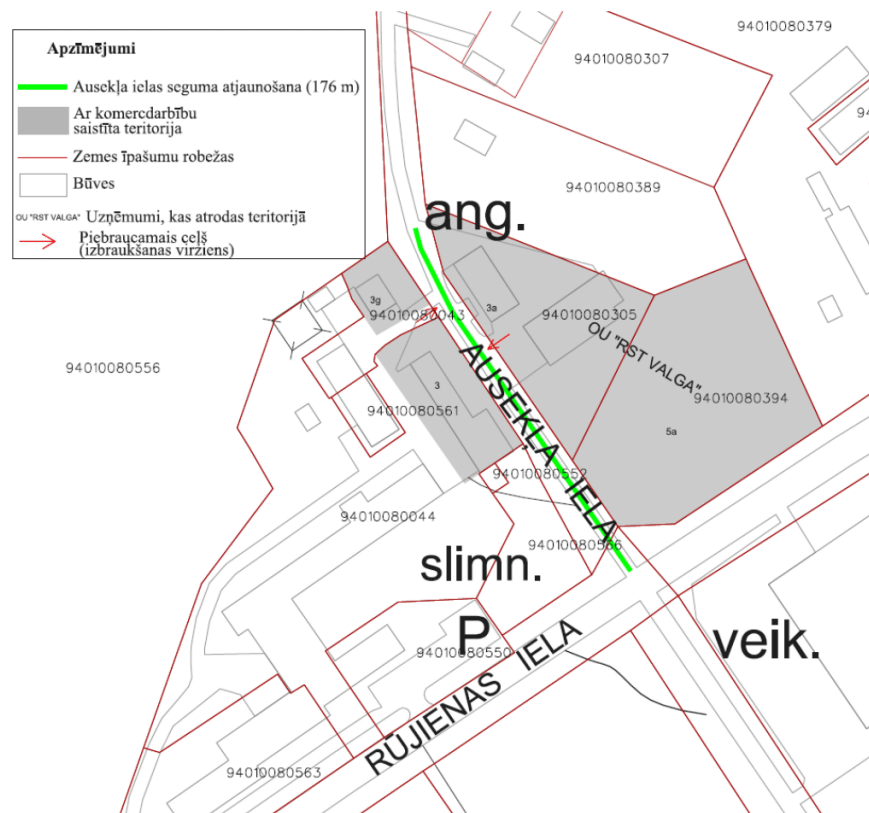 Apzīmējumi
Ausekļa ielas seguma atjaunošana (176 m)
Ar komercdarbību
saistīta teritorija
Zemes īpašumu robežas
Būves
OU "RST VALGA" Uzņēmumi, kas atrodas teritorijā
Piebraucamais ceļš
(izbraukšanas virziens)
94010080379
94010080307
94010080389
ang.
3g
94010080043
3a
94010080305
OU "RST VALGA"
94010080556
3
94010080561
94010080394
5a
AUSEKĻA IELA
94010080552
94010080044
94010080566
slimn.
P
94010080550
veik.
RŪJIENAS IELA
94010080563